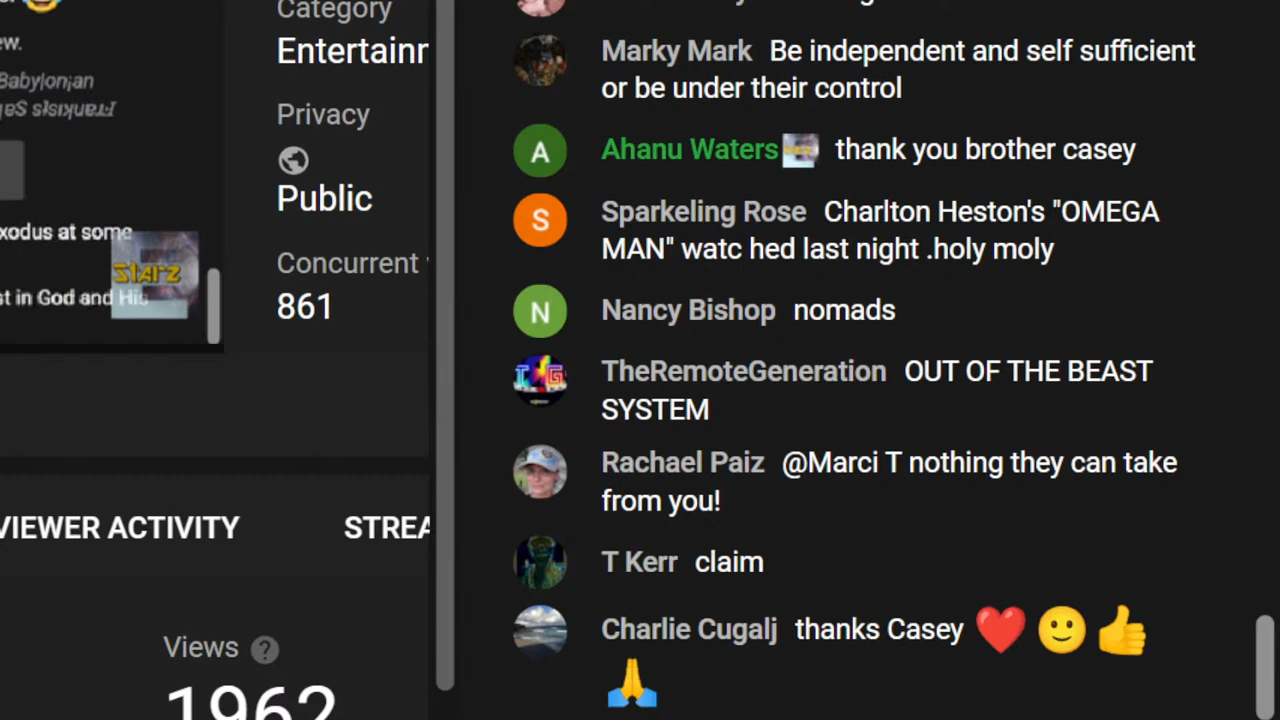 ew.
Babylonian
xodus at some
st in God and His
Starz
Category
Entertainr
Privacy
Public
Concurrent
861
VIEWER ACTIVITY
STREA
Views ?
1962
Marky Mark Be independent and self sufficient
or be under their control
A Ahanu Waters thank you brother casey
S Sparkeling Rose Charlton Heston's "OMEGA
MAN" watc hed last night .holy moly
N Nancy Bishop nomads
TheRemoteGeneration OUT OF THE BEAST
SYSTEM
Rachael Paiz @Marci T nothing they can take
from you!
T Kerr claim
Charlie Cugalj thanks Casey ❤️ 🙂 👍
🙏